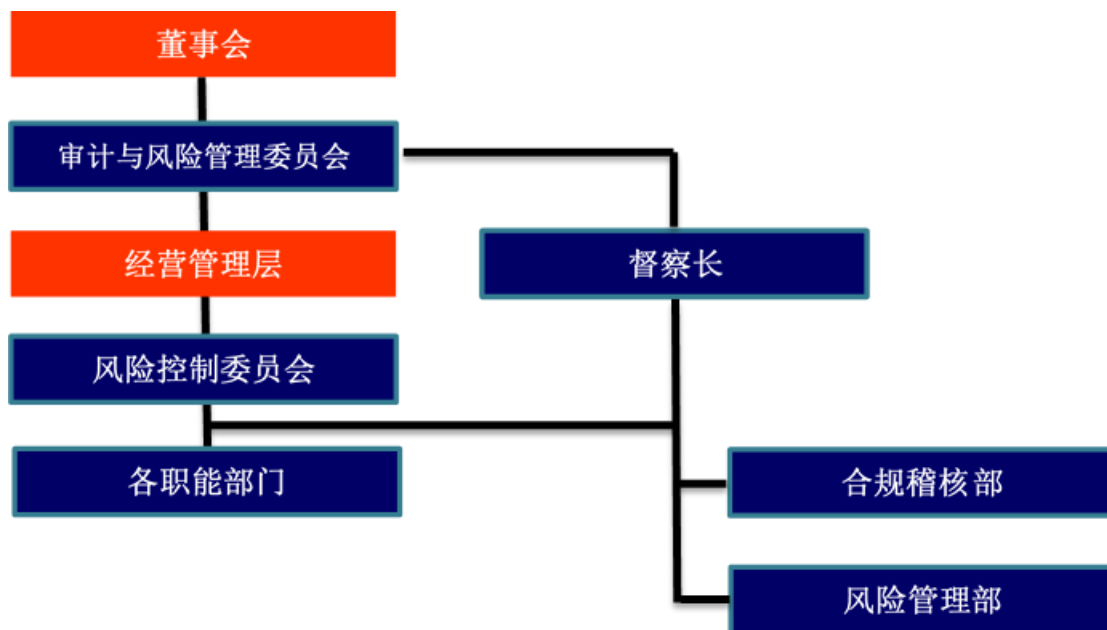 董事会
审计与风险管理委员会
经营管理层
督察长
风险控制委员会
各职能部门
合规稽核部
风险管理部